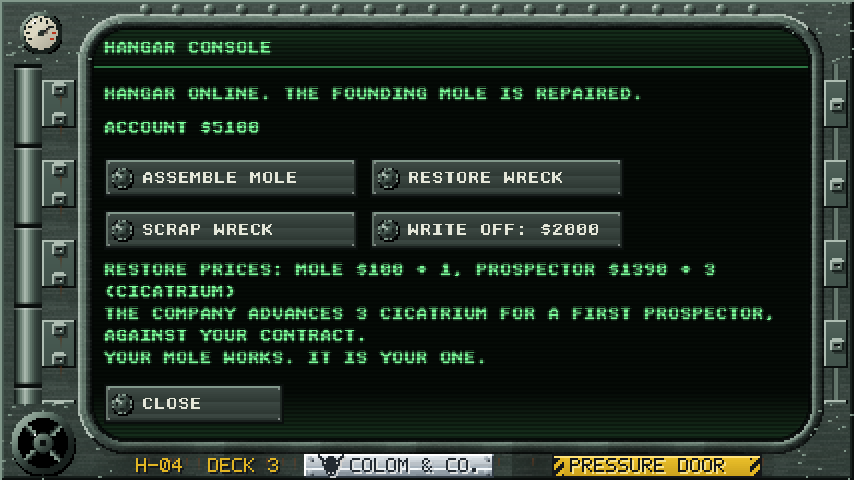 HANGAR CONSOLE
HANGAR ONLINE. THE FOUNDING MOLE IS REPAIRED.
ACCOUNT $5100
ASSEMBLE MOLE
RESTORE WRECK
SCRAP WRECK
WRITE OFF: $2000
RESTORE PRICES: MOLE $100 + 1, PROSPECTOR $1390 + 3
(CICATRIUM)
THE COMPANY ADVANCES 3 CICATRIUM FOR A FIRST PROSPECTOR,
AGAINST YOUR CONTRACT.
YOUR MOLE WORKS. IT IS YOUR ONE.
CLOSE
H-04 DECK 3
COLOM & CO.
PRESSURE DOOR